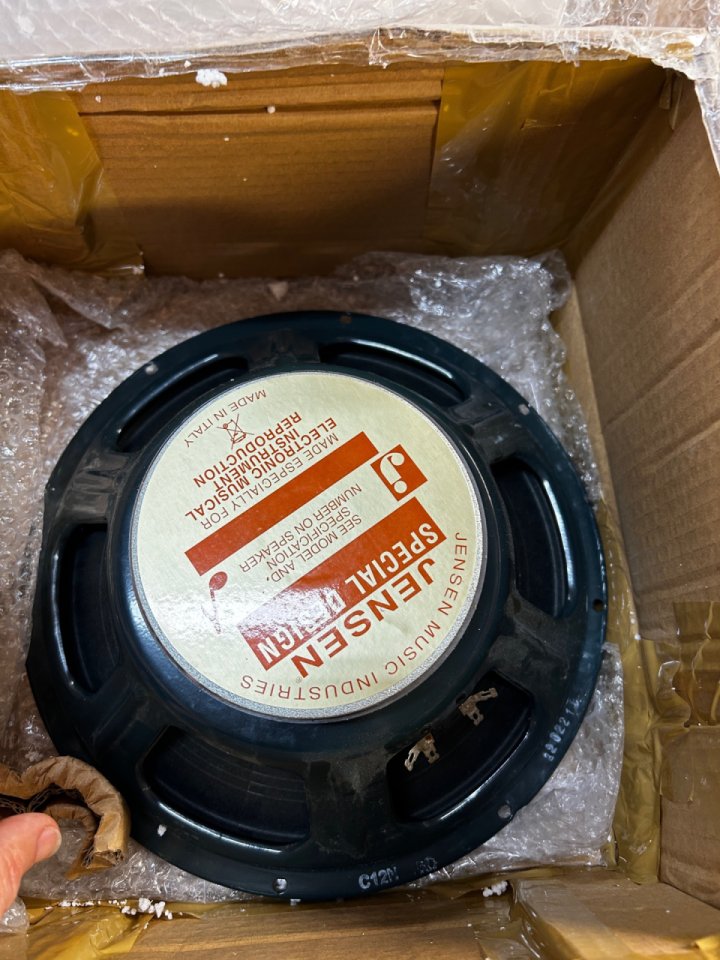 JENSEN MUSIC INDUSTRIES
JENSEN
SPECIAL DESIGN
SEE MODEL AND
SPECIFICATION
NUMBER ON SPEAKER
MADE ESPECIALLY FOR
ELECTRONIC MUSICAL
INSTRUMENT
REPRODUCTION
MADE IN ITALY
C12N